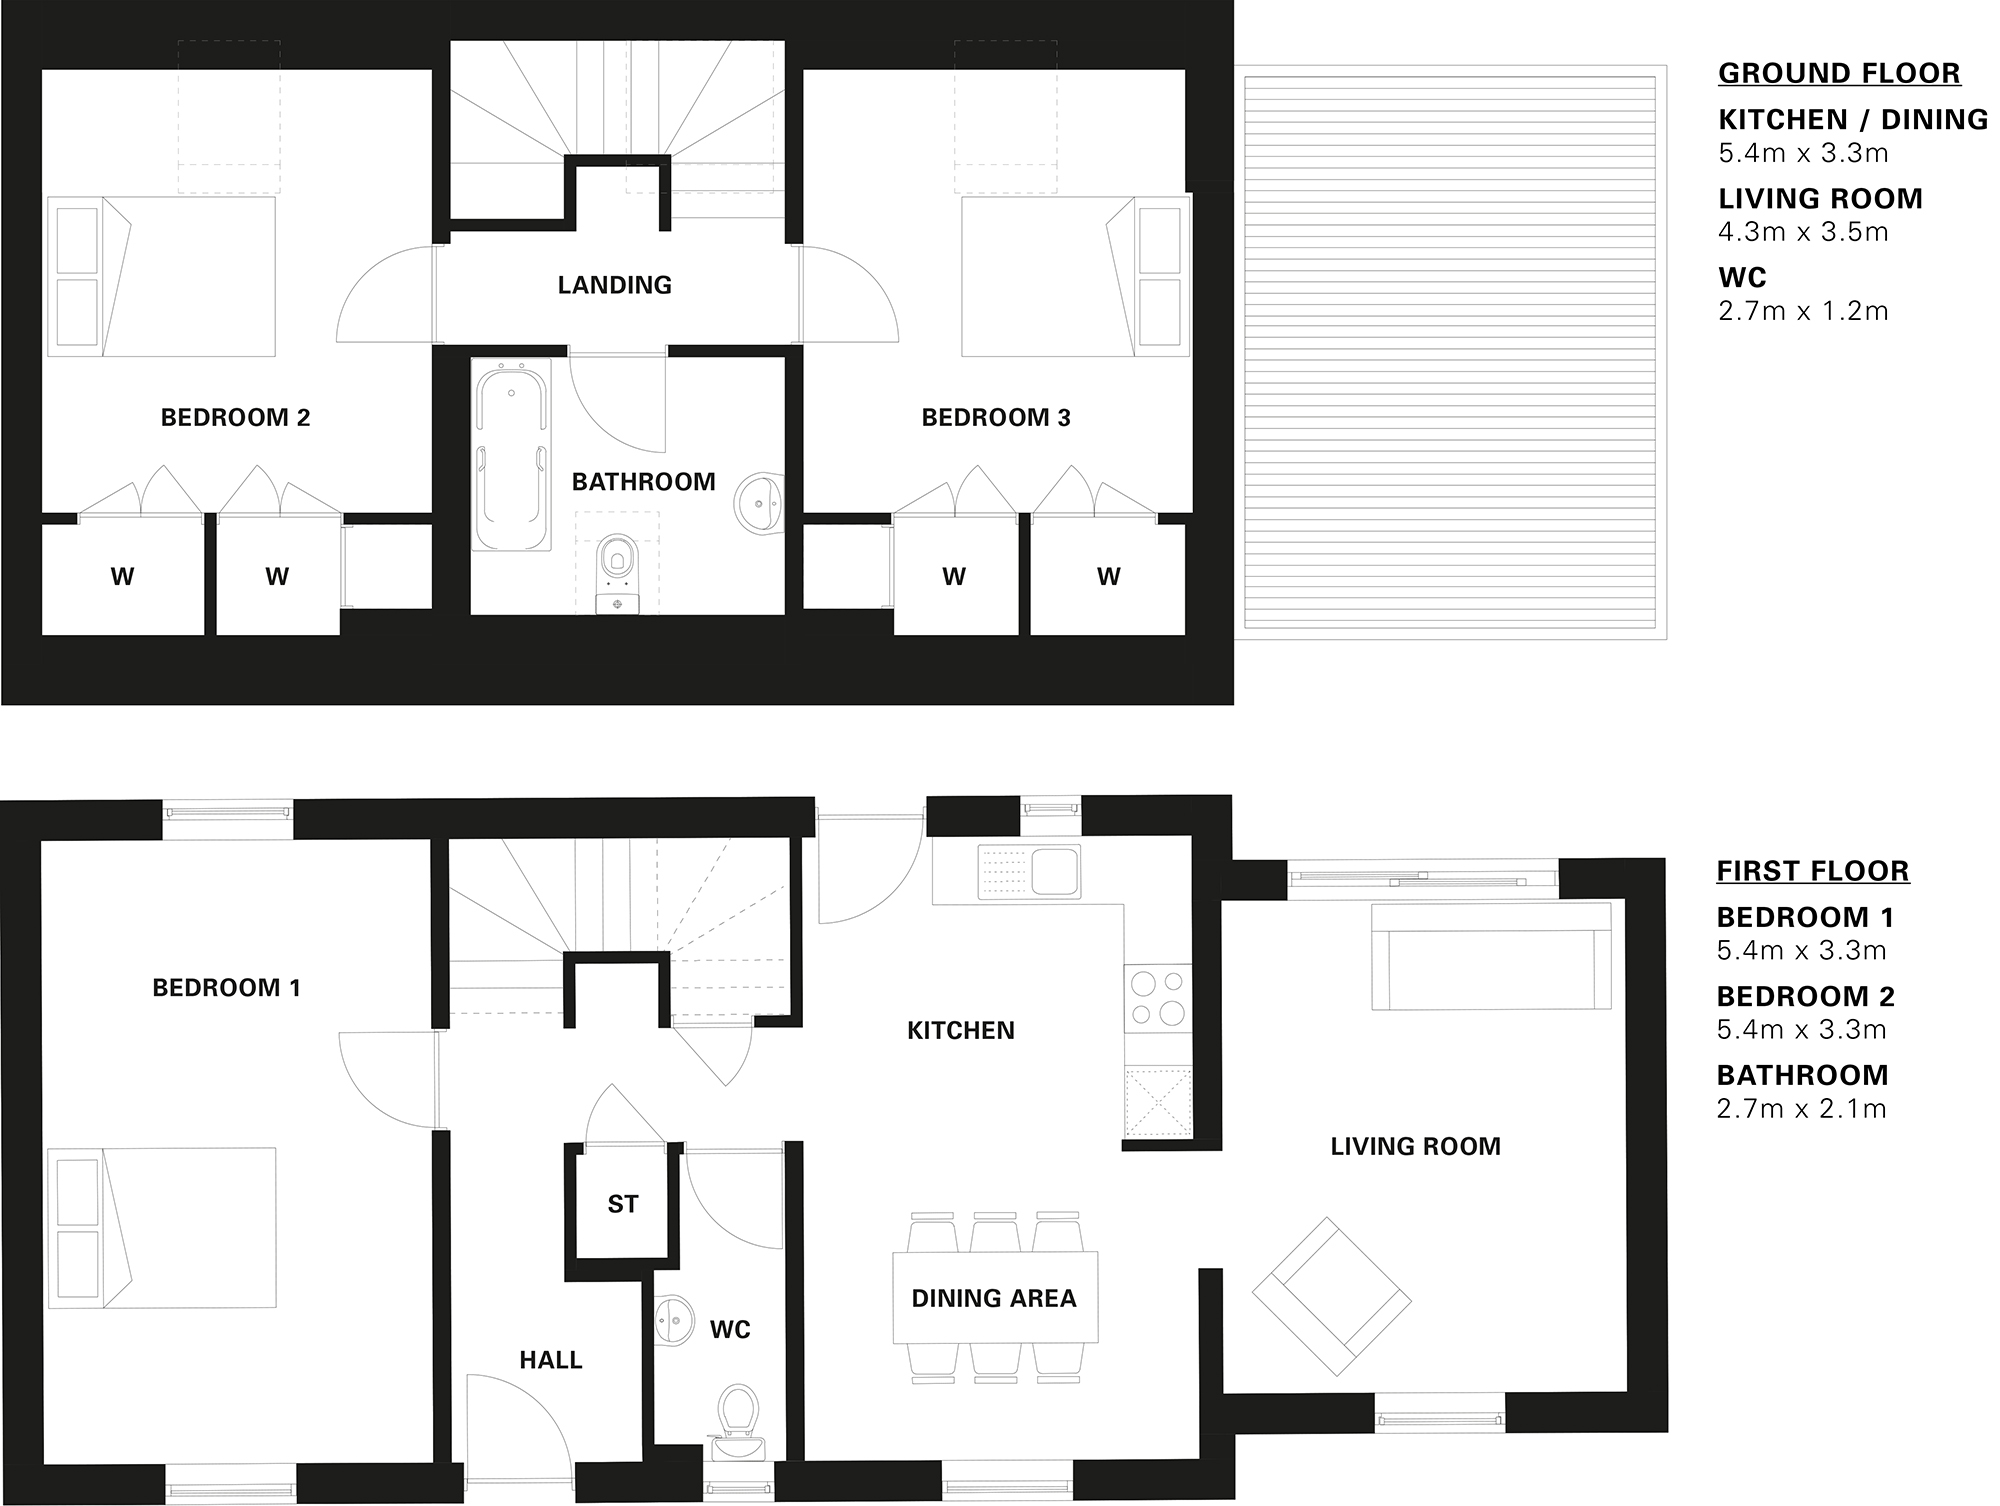 LANDING
BEDROOM 2
BEDROOM 3
BATHROOM
W
W
W
W
GROUND FLOOR
KITCHEN / DINING
5.4m x 3.3m
LIVING ROOM
4.3m x 3.5m
WC
2.7m x 1.2m
BEDROOM 1
KITCHEN
LIVING ROOM
ST
DINING AREA
WC
HALL
FIRST FLOOR
BEDROOM 1
5.4m x 3.3m
BEDROOM 2
5.4m x 3.3m
BATHROOM
2.7m x 2.1m